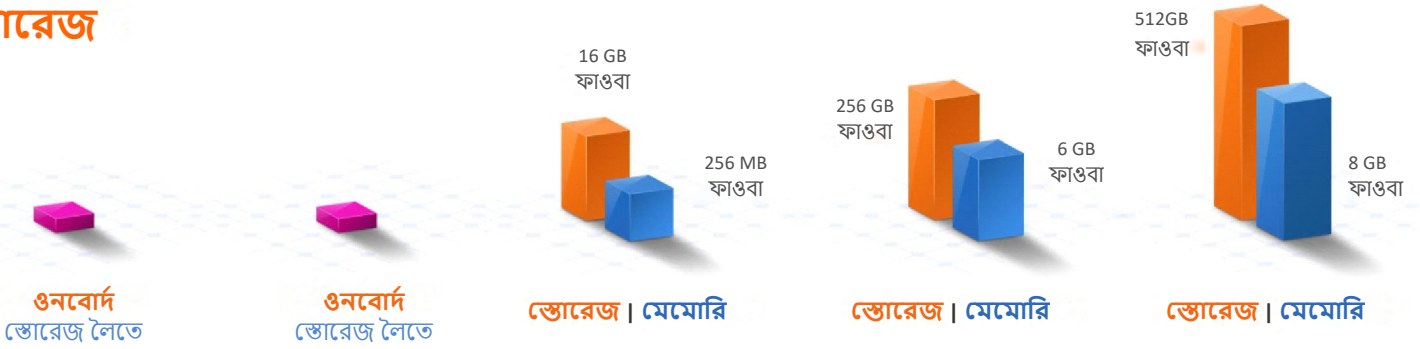 512GB
ফাওবা
16 GB
ফাওবা
256 GB
ফাওবা
256 MB
ফাওবা
6 GB
ফাওবা
8 GB
ফাওবা
ওনবোর্দ
স্তোরেজ লৈতে
ওনবোর্দ
স্তোরেজ লৈতে
স্তোরেজ | মেমোরি
স্তোরেজ | মেমোরি
স্তোরেজ | মেমোরি